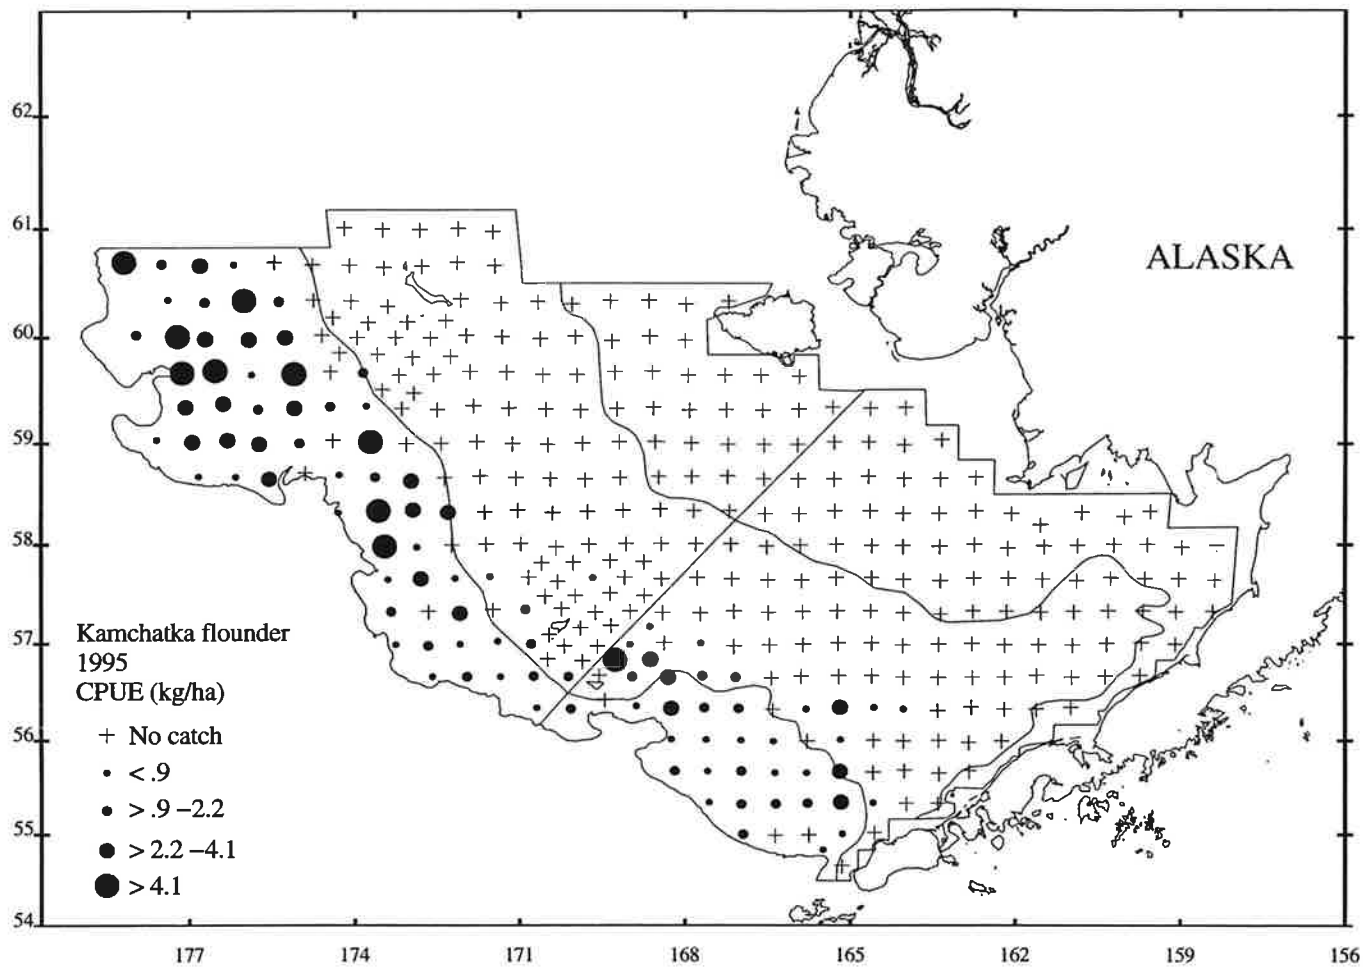 62
61
60
59
58
57
56
55
54
ALASKA
Kamchatka flounder
1995
CPUE (kg/ha)
+ No catch
< .9
> .9 –2.2
> 2.2 –4.1
> 4.1
177 174 171 168 165 162 159 156